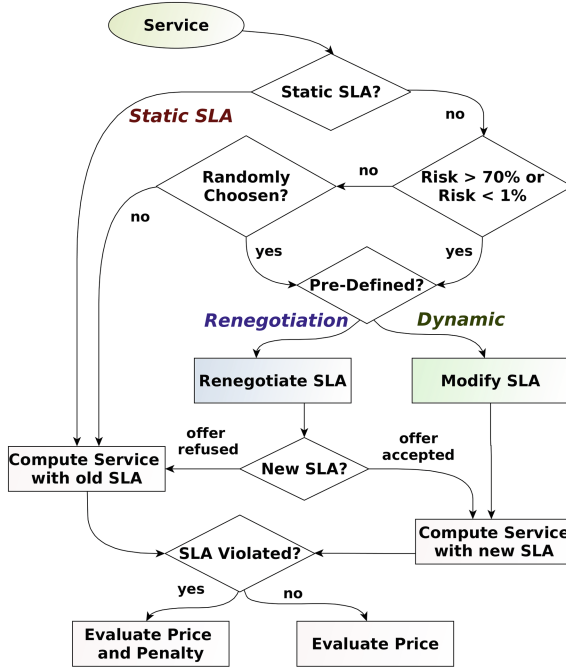 Service
Static SLA?
Static SLA
no
Randomly
Choosen?
no
Risk > 70% or
Risk < 1%
no
yes
yes
Pre-Defined?
Renegotiation
Dynamic
Renegotiate SLA
Modify SLA
offer
refused
offer
accepted
Compute Service
with old SLA
New SLA?
Compute Service
with new SLA
SLA Violated?
yes
no
Evaluate Price
and Penalty
Evaluate Price